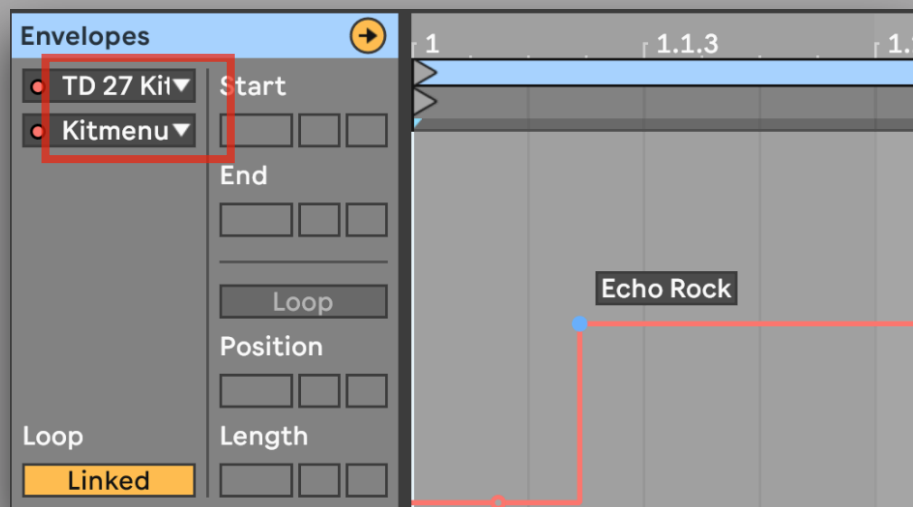 Envelopes
TD 27 Kit
Kitmenu
Start
End
Loop
Position
Length
Loop
Linked
1
1.1.3
Echo Rock